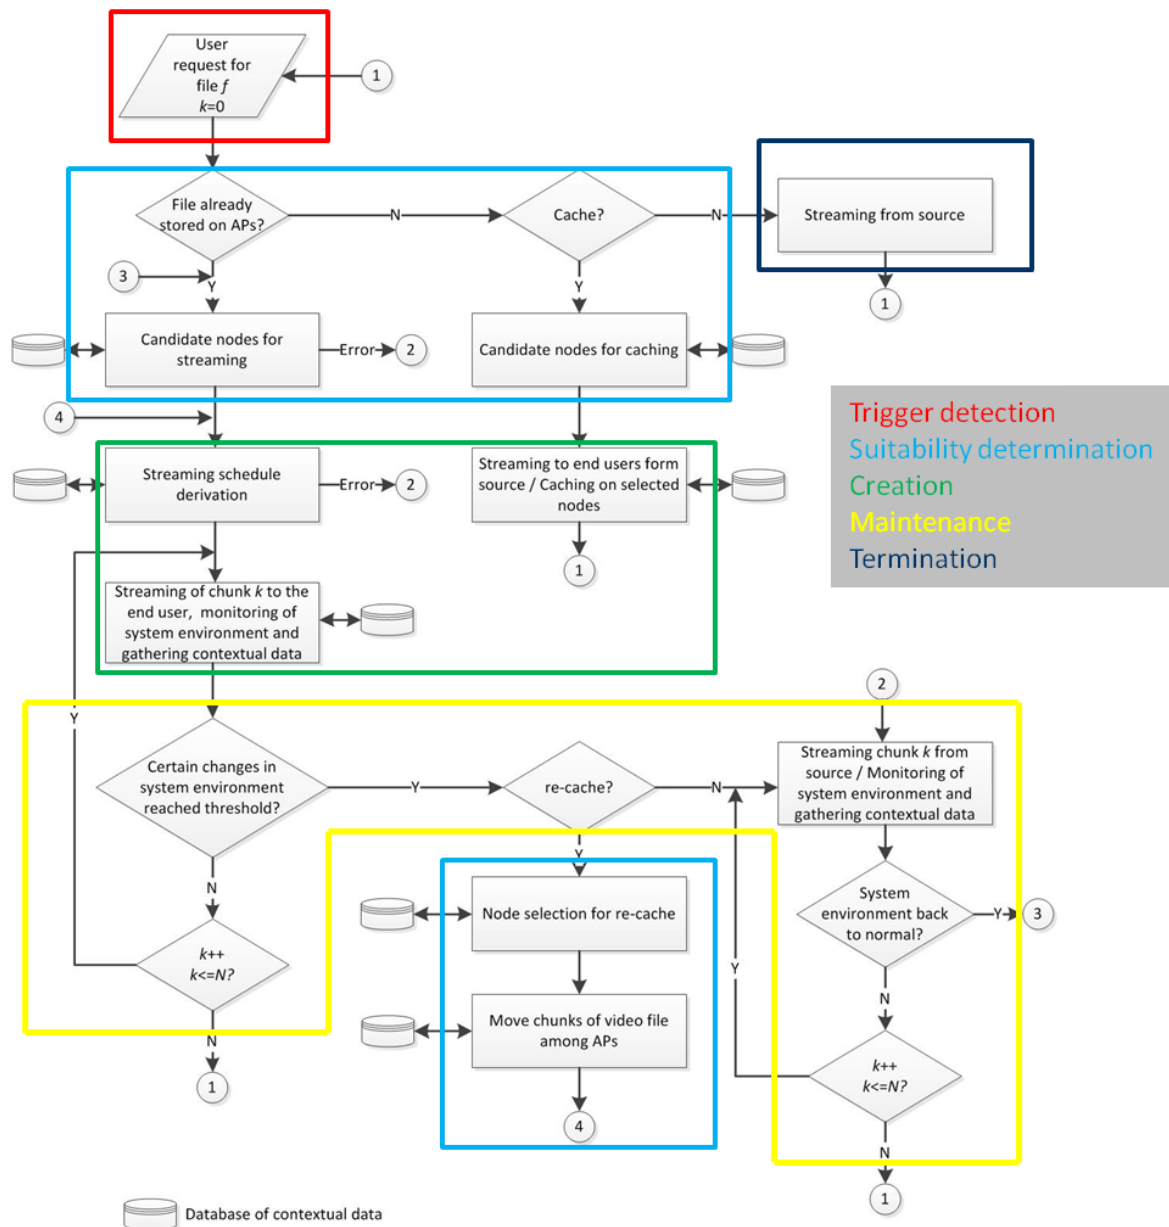 User
request for
file f
k=0
1
File already
stored on APs?
N
Cache?
N
Streaming from source
3
Y
Y
1
Candidate nodes for
streaming
Error
2
Candidate nodes for caching
4
Trigger detection
Suitability determination
Creation
Maintenance
Termination
Streaming schedule
derivation
Error
2
Streaming to end users form
source / Caching on selected
nodes
1
Streaming of chunk k to the
end user, monitoring of
system environment and
gathering contextual data
2
Y
Certain changes in
system environment
reached threshold?
Y
re-cache?
N
Streaming chunk k from
source / Monitoring of
system environment and
gathering contextual data
Y
N
Node selection for re-cache
System
environment back
to normal?
Y
3
k++
k<=N?
Y
N
Move chunks of video file
among APs
N
1
k++
k<=N?
4
N
1
Database of contextual data